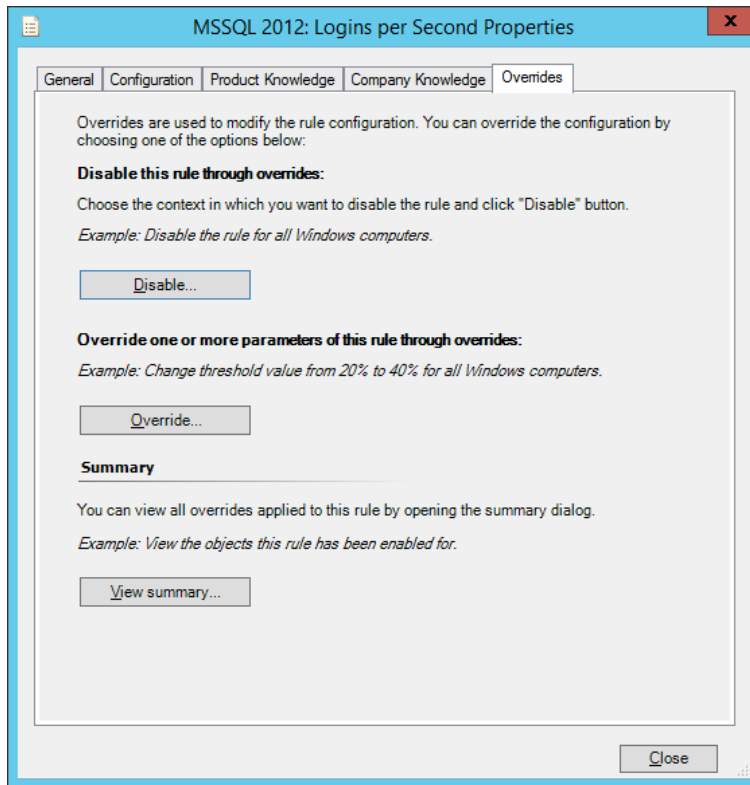 MSSQL 2012: Logins per Second Properties
x
General Configuration Product Knowledge Company Knowledge Overrides
Overrides are used to modify the rule configuration. You can override the configuration by
choosing one of the options below:
Disable this rule through overrides:
Choose the context in which you want to disable the rule and click "Disable" button.
Example: Disable the rule for all Windows computers.
Disable...
Override one or more parameters of this rule through overrides:
Example: Change threshold value from 20% to 40% for all Windows computers.
Override...
Summary
You can view all overrides applied to this rule by opening the summary dialog.
Example: View the objects this rule has been enabled for.
View summary...
Close